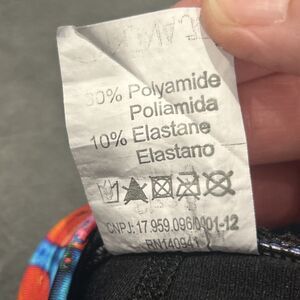 90% Polyamide
Poliamida
10% Elastane
Elastano
CNPJ: 17.959.096/0001-12
RN140941